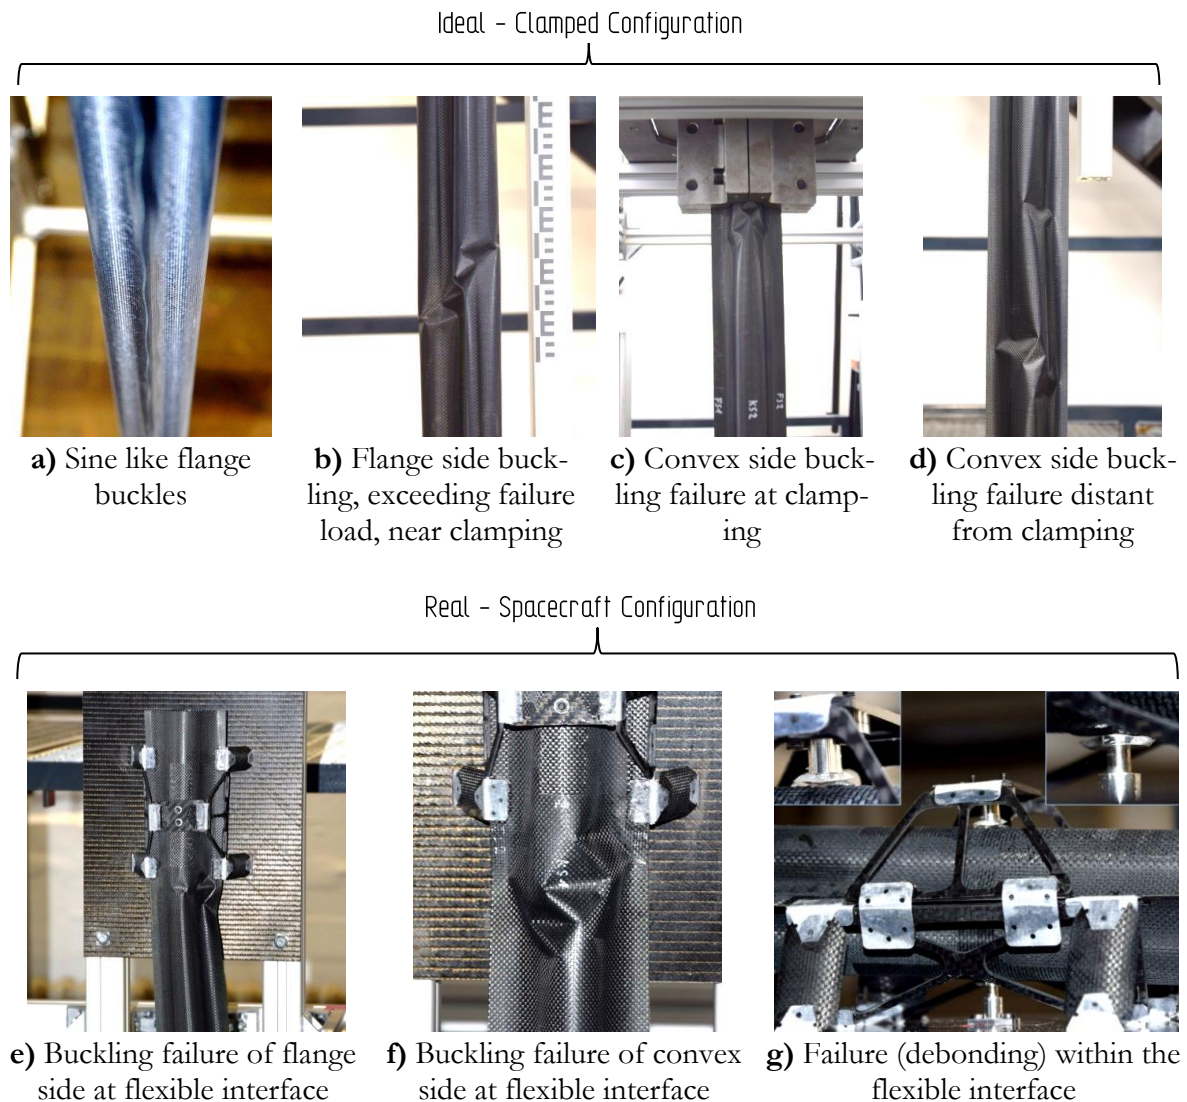 Ideal - Clamped Configuration
a) Sine like flange
buckles
b) Flange side buck-
ling, exceeding failure
load, near clamping
FS1
KS2
FS2
c) Convex side buck-
ling failure at clamp-
ing
d) Convex side buck-
ling failure distant
from clamping
Real - Spacecraft Configuration
e) Buckling failure of flange
side at flexible interface
f) Buckling failure of convex
side at flexible interface
g) Failure (debonding) within the
flexible interface